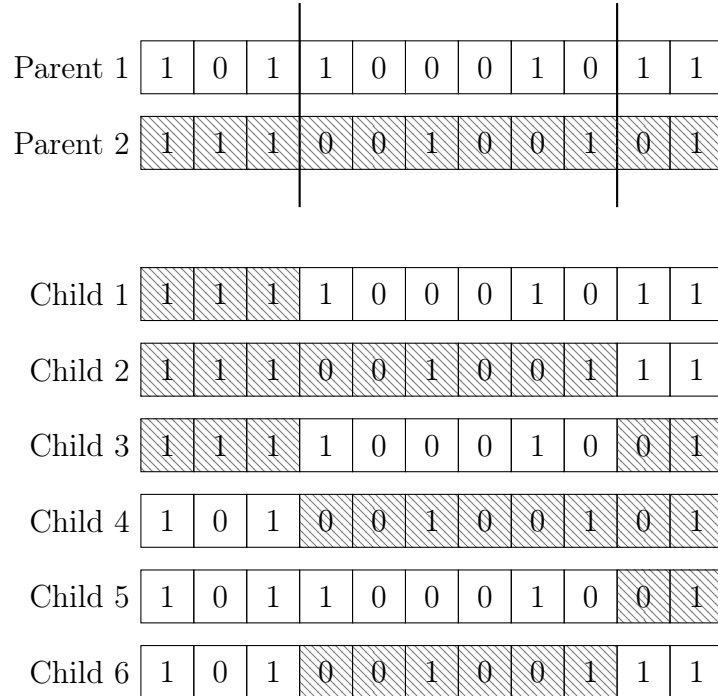 Parent 1 1 0 1 1 0 0 0 1 0 1 1
Parent 2 1 1 1 0 0 1 0 0 1 0 1
Child 1 1 1 1 1 0 0 0 1 0 1 1
Child 2 1 1 1 0 0 1 0 0 1 1 1
Child 3 1 1 1 1 0 0 0 1 0 0 1
Child 4 1 0 1 0 0 1 0 0 1 0 1
Child 5 1 0 1 1 0 0 0 1 0 0 1
Child 6 1 0 1 0 0 1 0 0 1 1 1